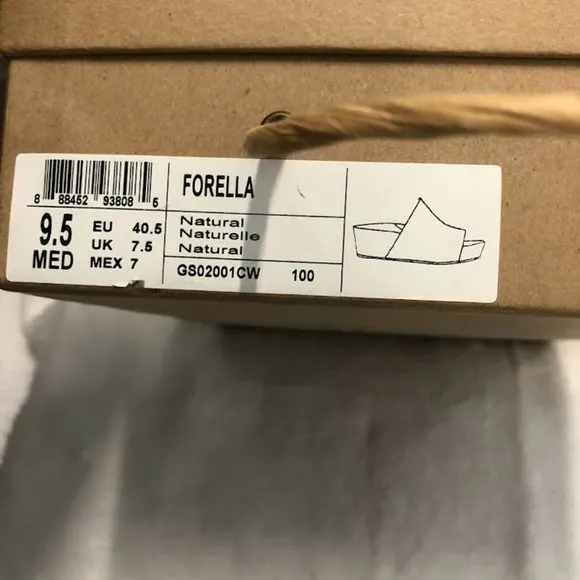 8 88452 93808 5
9.5
MED
EU 40.5
UK 7.5
MEX 7
FORELLA
Natural
Naturelle
Natural
GS02001CW 100